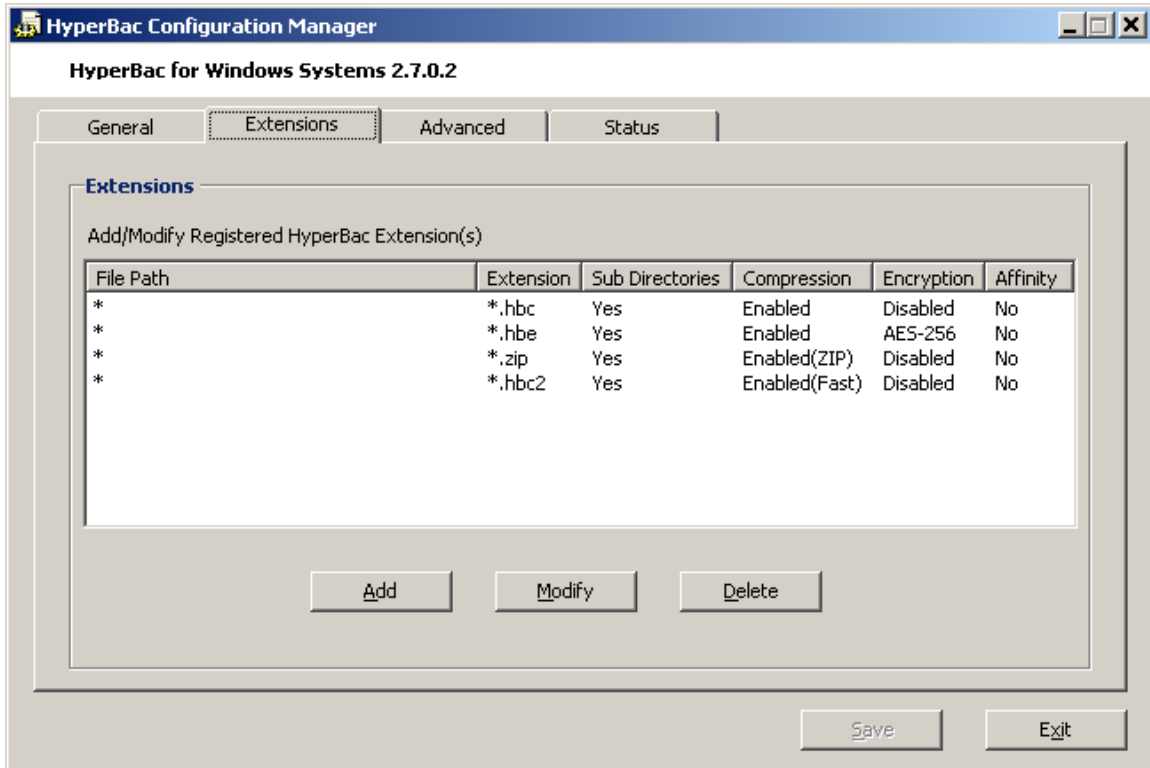 HyperBac Configuration Manager
HyperBac for Windows Systems 2.7.0.2
General Extensions Advanced Status
Extensions
Add/Modify Registered HyperBac Extension(s)
File Path Extension Sub Directories Compression Encryption Affinity
* *.hbc Yes Enabled Disabled No
* *.hbe Yes Enabled AES-256 No
* *.zip Yes Enabled(ZIP) Disabled No
* *.hbc2 Yes Enabled(Fast) Disabled No
Add Modify Delete
Save Exit